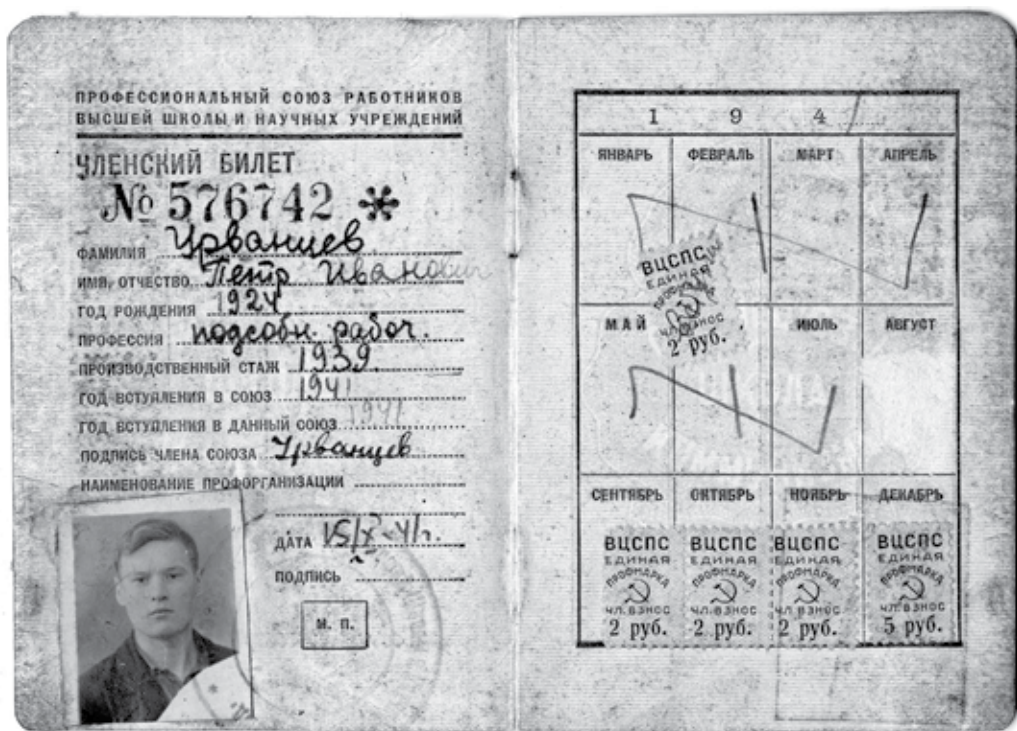 ПРОФЕССИОНАЛЬНЫЙ СОЮЗ РАБОТНИКОВ
ВЫСШЕЙ ШКОЛЫ И НАУЧНЫХ УЧРЕЖДЕНИЙ
ЧЛЕНСКИЙ БИЛЕТ
№ 576742 *
ФАМИЛИЯ Урванцев
ИМЯ, ОТЧЕСТВО Петр Иванович
ГОД РОЖДЕНИЯ 1924
ПРОФЕССИЯ подсобн. рабоч.
ПРОИЗВОДСТВЕННЫЙ СТАЖ 1939.
ГОД ВСТУПЛЕНИЯ В СОЮЗ 1941
ГОД ВСТУПЛЕНИЯ В ДАННЫЙ СОЮЗ 1941
ПОДПИСЬ ЧЛЕНА СОЮЗА Урванцев
НАИМЕНОВАНИЕ ПРОФОРГАНИЗАЦИИ
ДАТА 15/X-41г.
ПОДПИСЬ
М. П.
194
ЯНВАРЬ ФЕВРАЛЬ МАРТ АПРЕЛЬ
ВЦСПС
ЕДИНАЯ
ПРОФМАРКА
ЧЛ. ВЗНОС
2 руб.
МАЙ ИЮЛЬ АВГУСТ
СЕНТЯБРЬ ОКТЯБРЬ НОЯБРЬ ДЕКАБРЬ
ВЦСПС ВЦСПС ВЦСПС ВЦСПС
ЕДИНАЯ ЕДИНАЯ ЕДИНАЯ ЕДИНАЯ
ПРОФМАРКА ПРОФМАРКА ПРОФМАРКА ПРОФМАРКА
ЧЛ. ВЗНОС ЧЛ. ВЗНОС ЧЛ. ВЗНОС ЧЛ. ВЗНОС
2 руб. 2 руб. 2 руб. 5 руб.